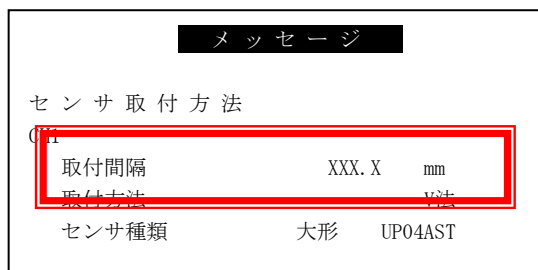 メッセージ
センサ取付方法
CH1
取付間隔 XXX.X mm
取付方法 V法
センサ種類 大形 UP04AST